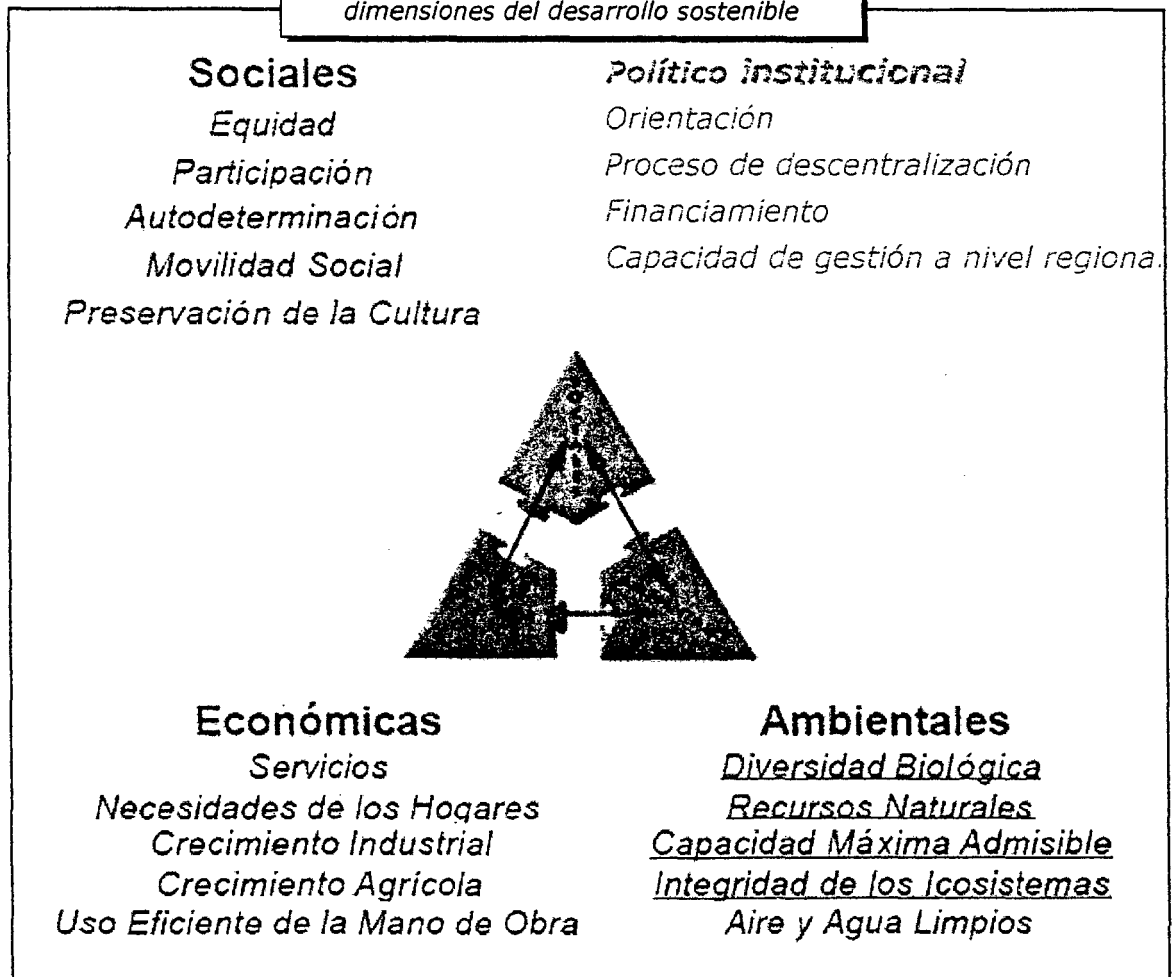 dimensiones del desarrollo sostenible
Sociales
Equidad
Participación
Autodeterminación
Movilidad Social
Preservación de la Cultura
Político institucional
Orientación
Proceso de descentralización
Financiamiento
Capacidad de gestión a nivel regiona
Económicas
Servicios
Necesidades de los Hogares
Crecimiento Industrial
Crecimiento Agrícola
Uso Eficiente de la Mano de Obra
Ambientales
Diversidad Biológica
Recursos Naturales
Capacidad Máxima Admisible
Integridad de los Icosistemas
Aire y Agua Limpios